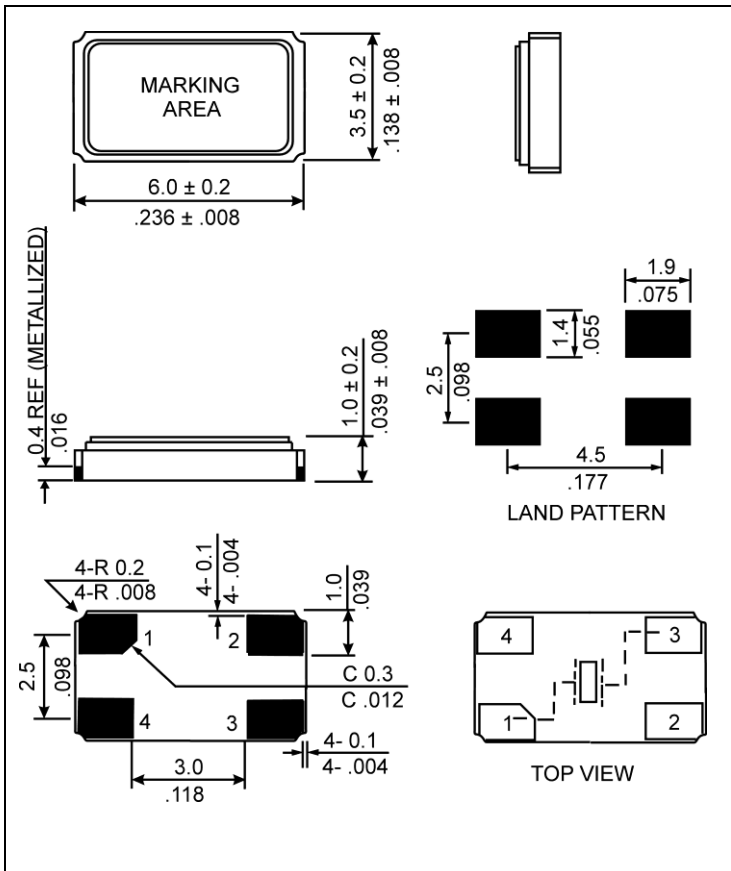 MARKING
AREA
3.5 ± 0.2
.138 ± .008
6.0 ± 0.2
.236 ± .008
0.4 REF (METALLIZED)
.016
1.0 ± 0.2
.039 ± .008
1.9
.075
1.4
.055
2.5
.098
4.5
.177
LAND PATTERN
4-R 0.2
4-R .008
4- 0.1
4- .004
1.0
.039
1
2
4
3
2.5
.098
C 0.3
C .012
4- 0.1
4- .004
3.0
.118
4
3
1
2
TOP VIEW